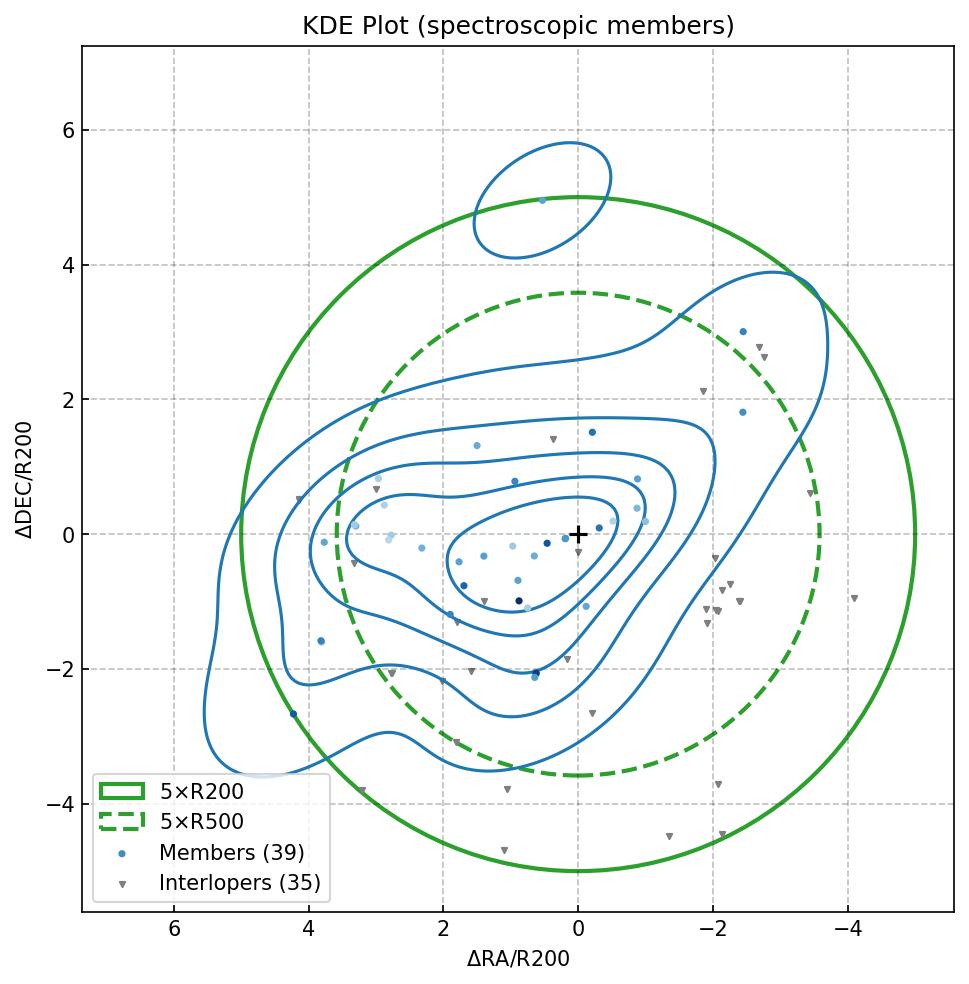 KDE Plot (spectroscopic members)
6
4
2
0
−2
−4
ΔDEC/R200
5×R200
5×R500
Members (39)
Interlopers (35)
6
4
2
0
−2
−4
ΔRA/R200